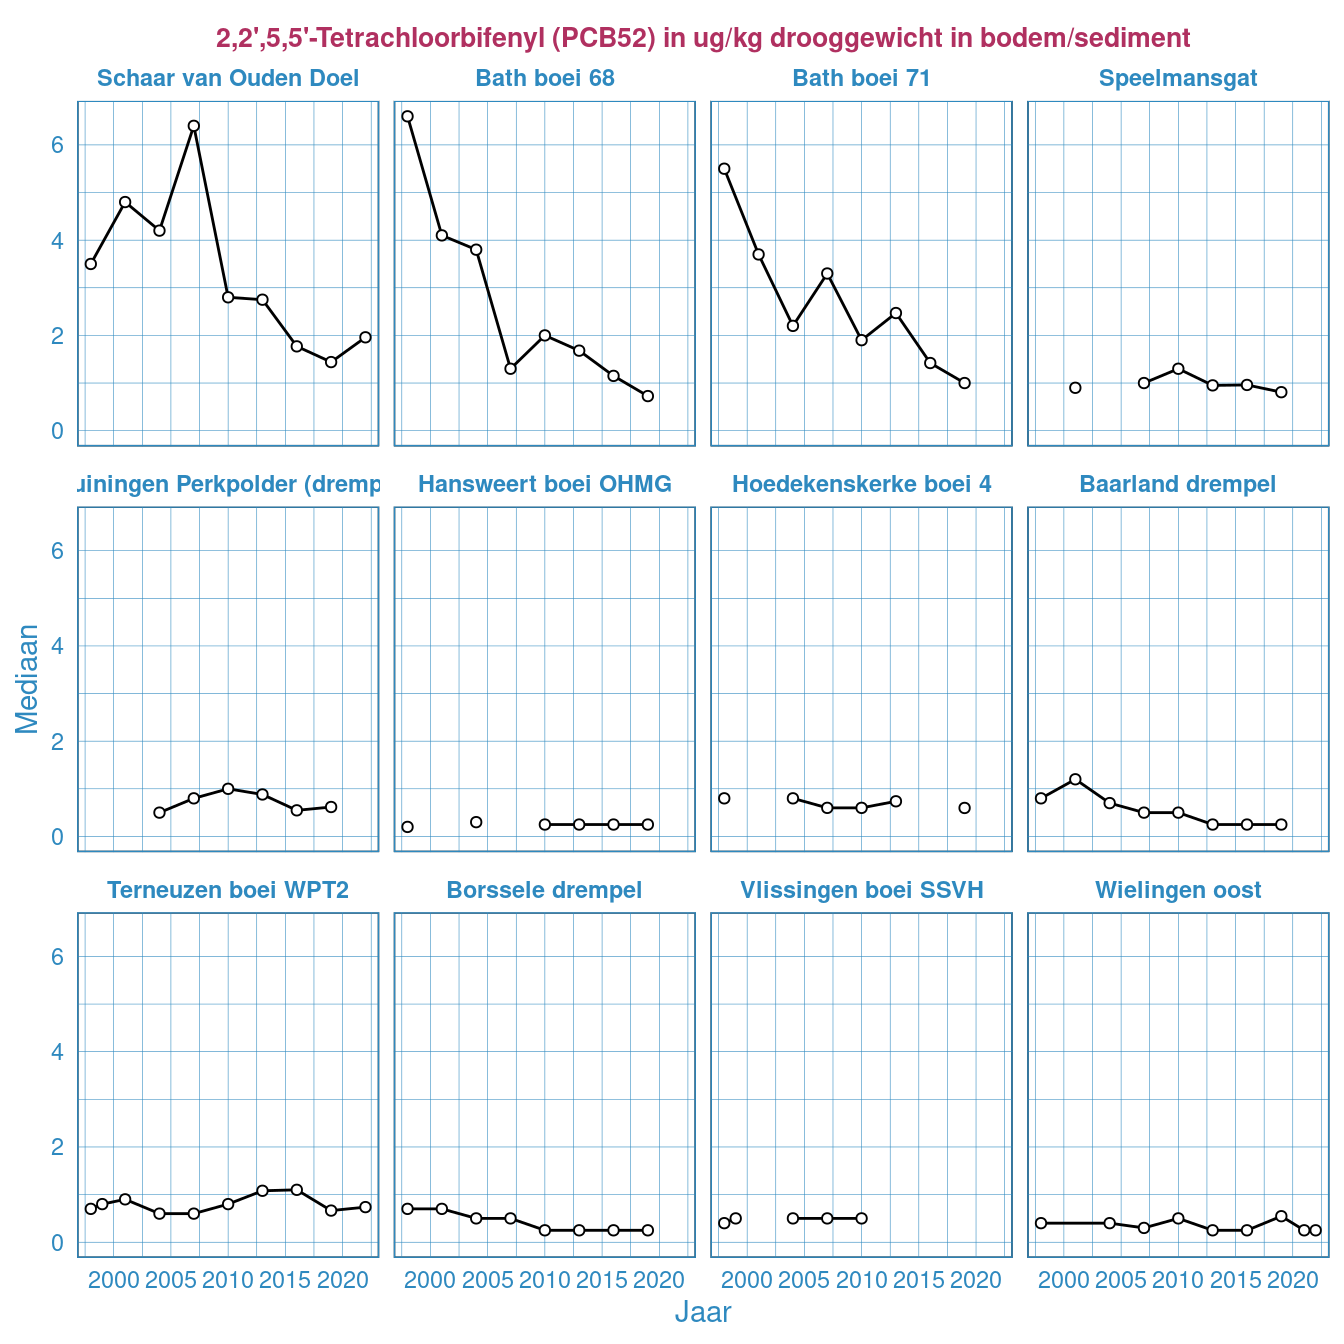 2,2',5,5'-Tetrachloorbifenyl (PCB52) in ug/kg drooggewicht in bodem/sediment
Schaar van Ouden Doel Bath boei 68 Bath boei 71 Speelmansgat
6
4
2
0
uiningen Perkpolder (dremp Hansweert boei OHMG Hoedekenskerke boei 4 Baarland drempel
6
4
2
0
Mediaan
Terneuzen boei WPT2 Borssele drempel Vlissingen boei SSVH Wielingen oost
6
4
2
0
2000 2005 2010 2015 2020 2000 2005 2010 2015 2020 2000 2005 2010 2015 2020 2000 2005 2010 2015 2020
Jaar